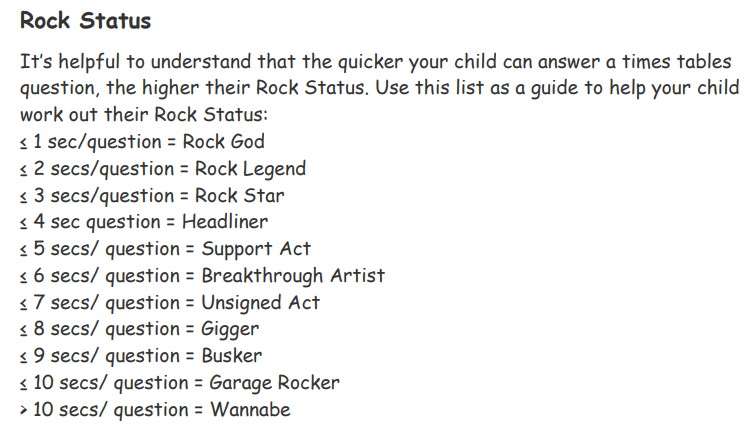 Rock Status
It's helpful to understand that the quicker your child can answer a times tables
question, the higher their Rock Status. Use this list as a guide to help your child
work out their Rock Status:
≤ 1 sec/question = Rock God
≤ 2 secs/question = Rock Legend
≤ 3 secs/question = Rock Star
≤ 4 sec question = Headliner
≤ 5 secs/ question = Support Act
≤ 6 secs/ question = Breakthrough Artist
≤ 7 secs/ question = Unsigned Act
≤ 8 secs/ question = Gigger
≤ 9 secs/ question = Busker
≤ 10 secs/ question = Garage Rocker
> 10 secs/ question = Wannabe